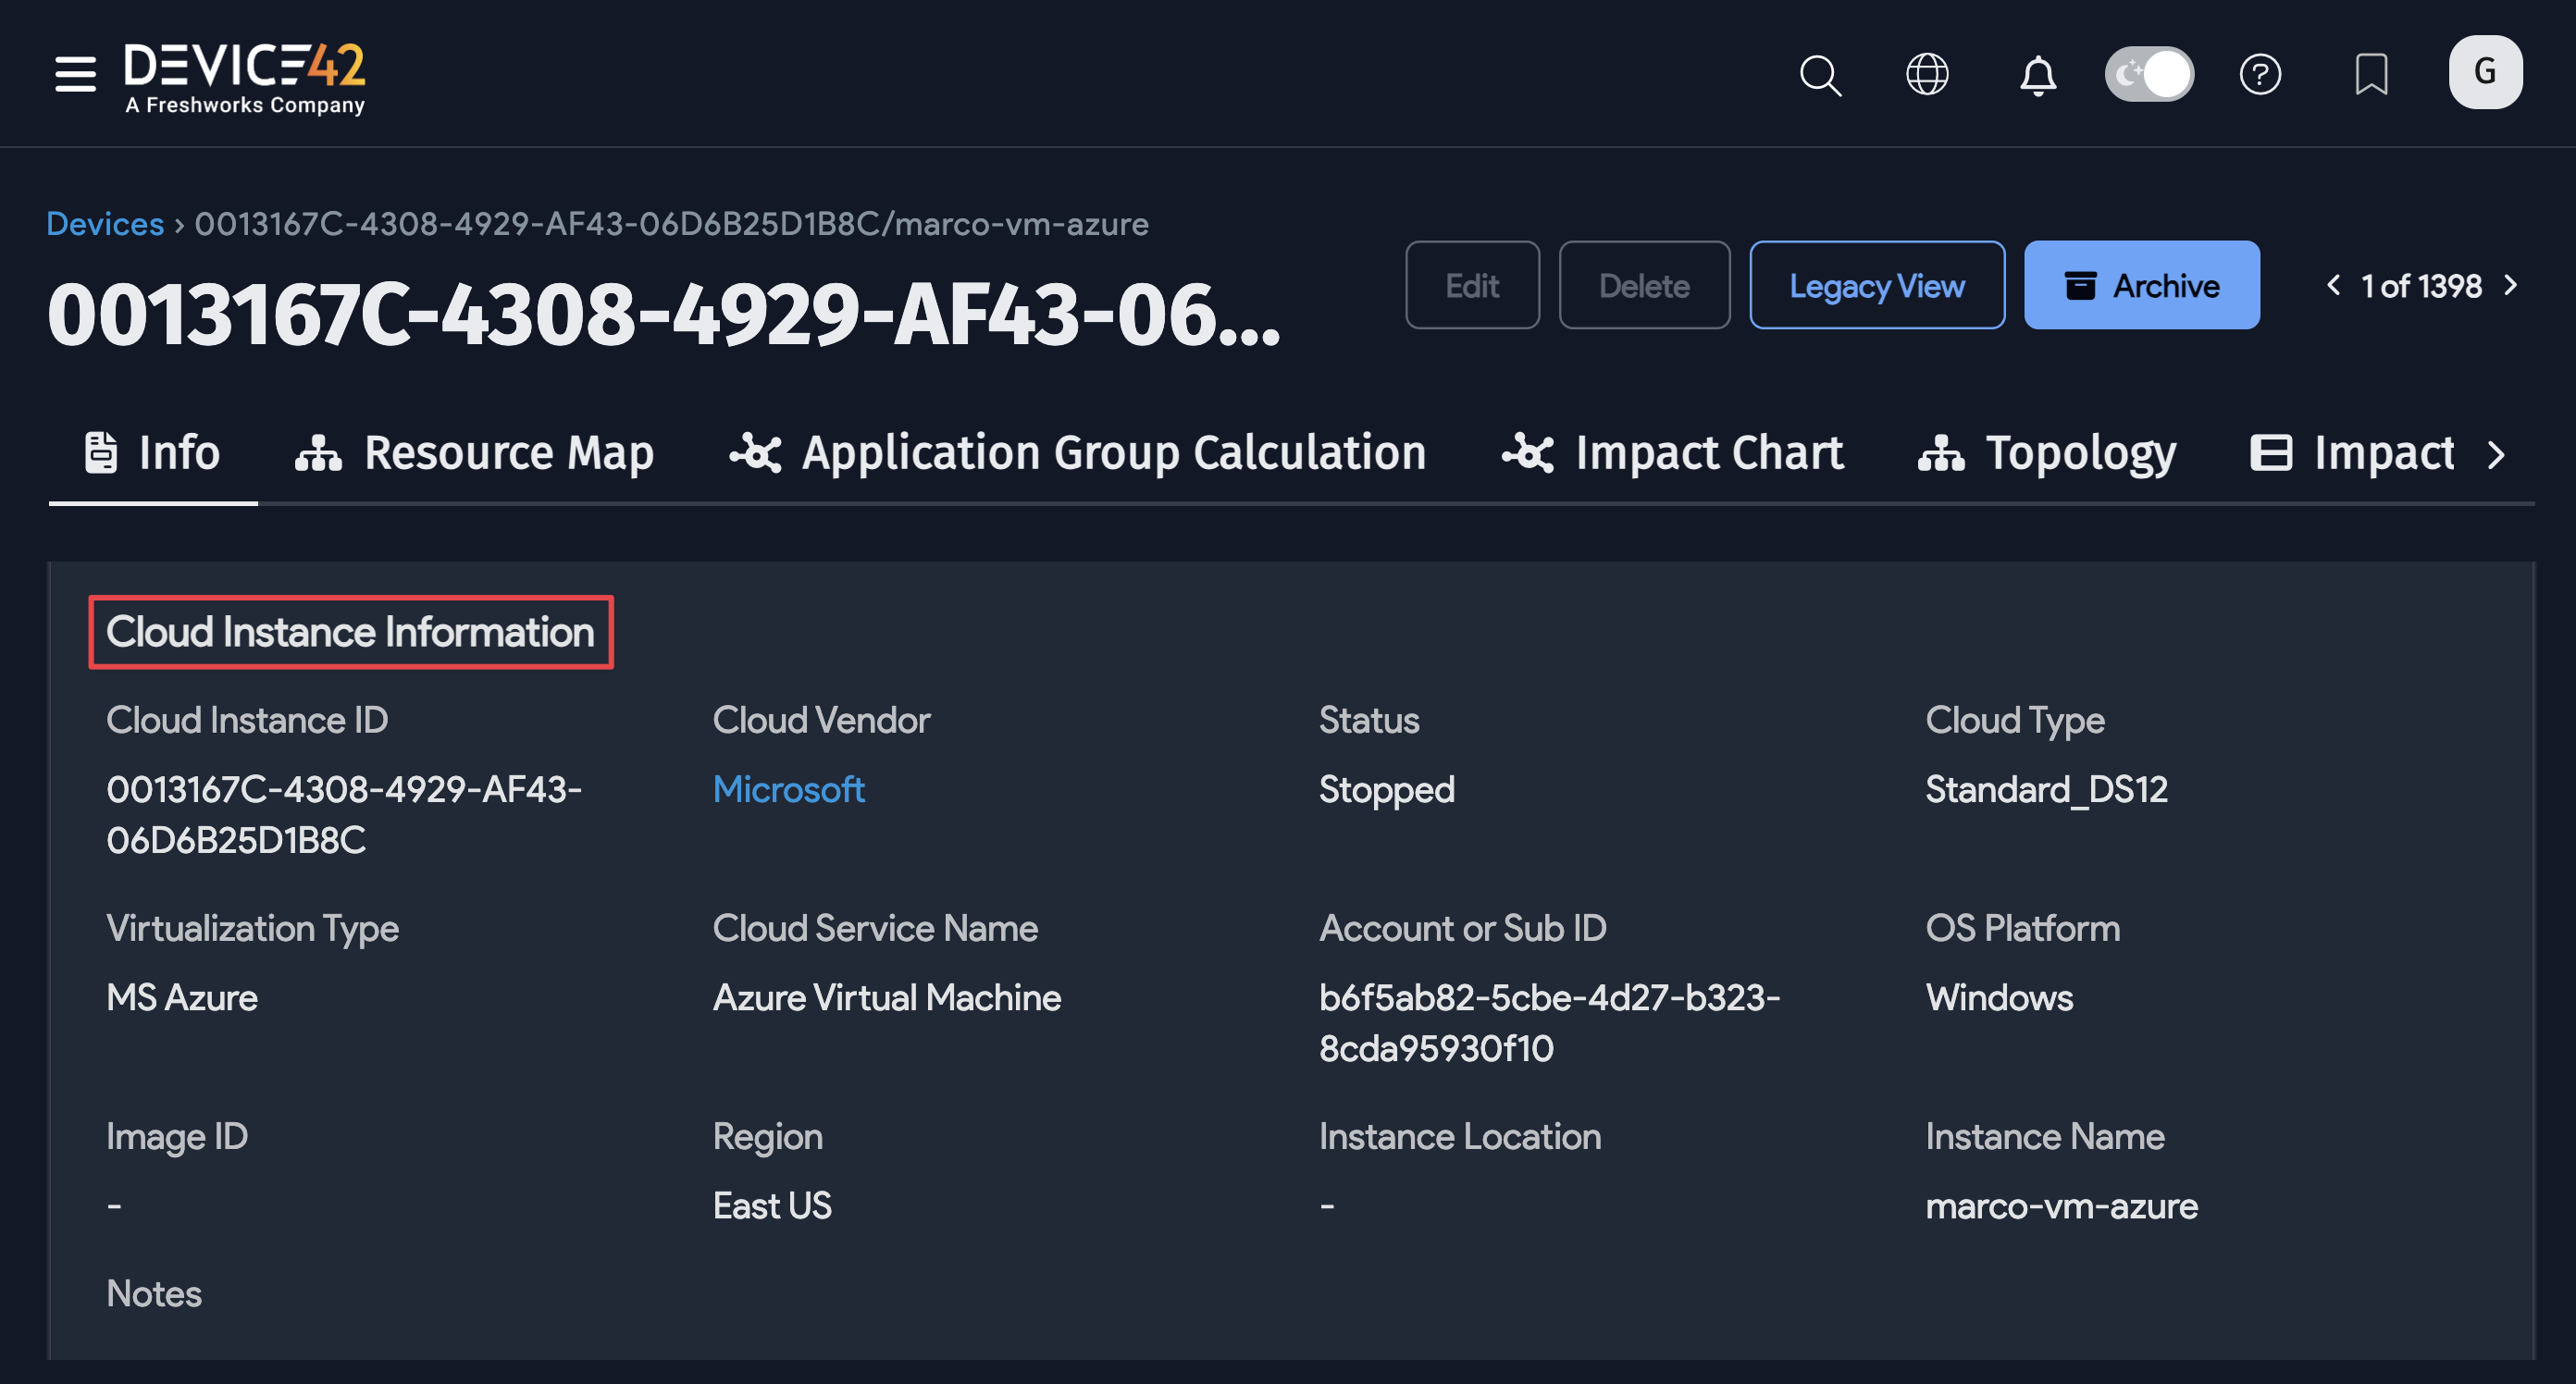 DEVICE42
A Freshworks Company
G
Devices › 0013167C-4308-4929-AF43-06D6B25D1B8C/marco-vm-azure
0013167C-4308-4929-AF43-06...
Edit
Delete
Legacy View
Archive
1 of 1398
Info
Resource Map
Application Group Calculation
Impact Chart
Topology
Impact
Cloud Instance Information
Cloud Instance ID
0013167C-4308-4929-AF43-
06D6B25D1B8C
Cloud Vendor
Microsoft
Status
Stopped
Cloud Type
Standard_DS12
Virtualization Type
MS Azure
Cloud Service Name
Azure Virtual Machine
Account or Sub ID
b6f5ab82-5cbe-4d27-b323-
8cda95930f10
OS Platform
Windows
Image ID
-
Region
East US
Instance Location
-
Instance Name
marco-vm-azure
Notes